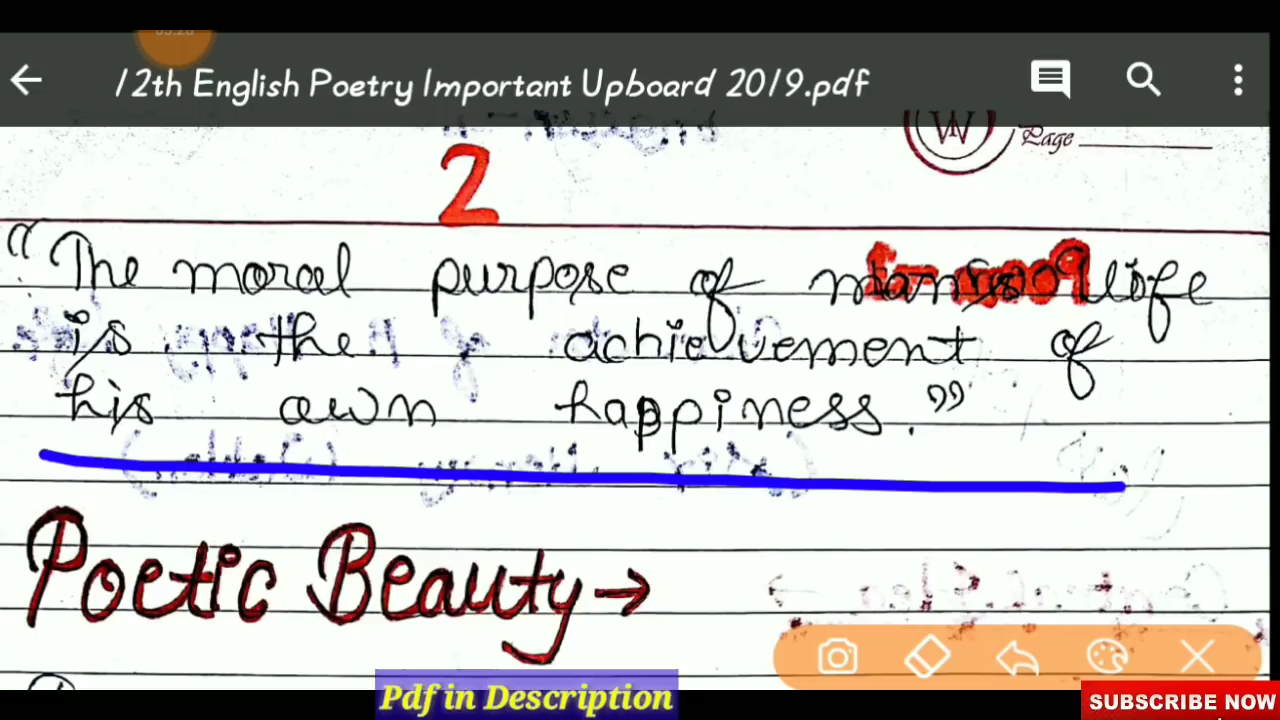 12th English Poetry Important Upboard 2019.pdf
W
Page
2
"The moral purpose of man's life
is the achievement of
his own happiness."
Poetic Beauty →
Pdf in Description
SUBSCRIBE NOW